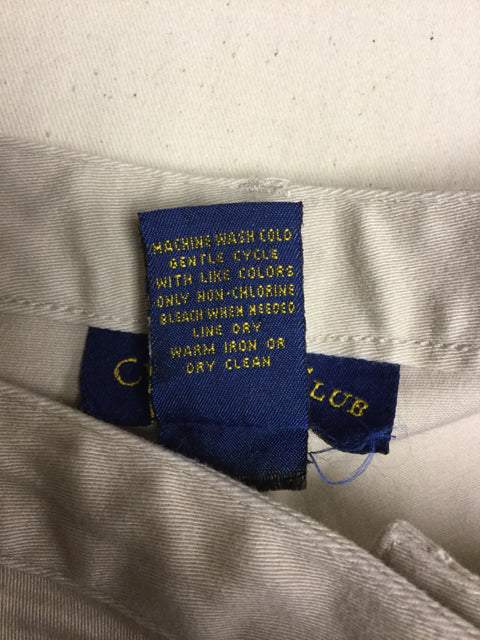 MACHINE WASH COLD
GENTLE CYCLE
WITH LIKE COLORS
ONLY NON-CHLORINE
BLEACH WHEN NEEDED
LINE DRY
WARM IRON OR
DRY CLEAN
C LUB